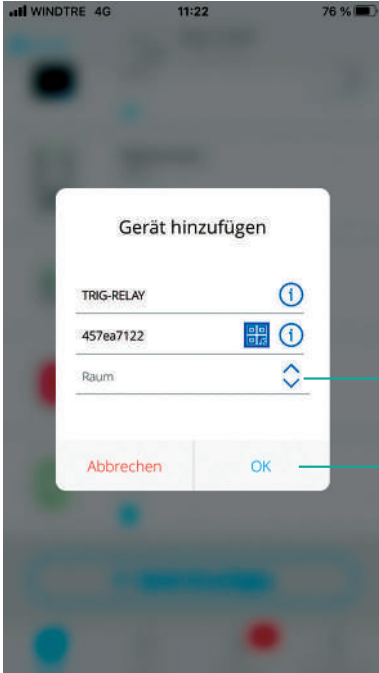 WINDTRE 4G 11:22 76 %
Gerät hinzufügen
TRIG-RELAY
457ea7122
Raum
Abbrechen OK